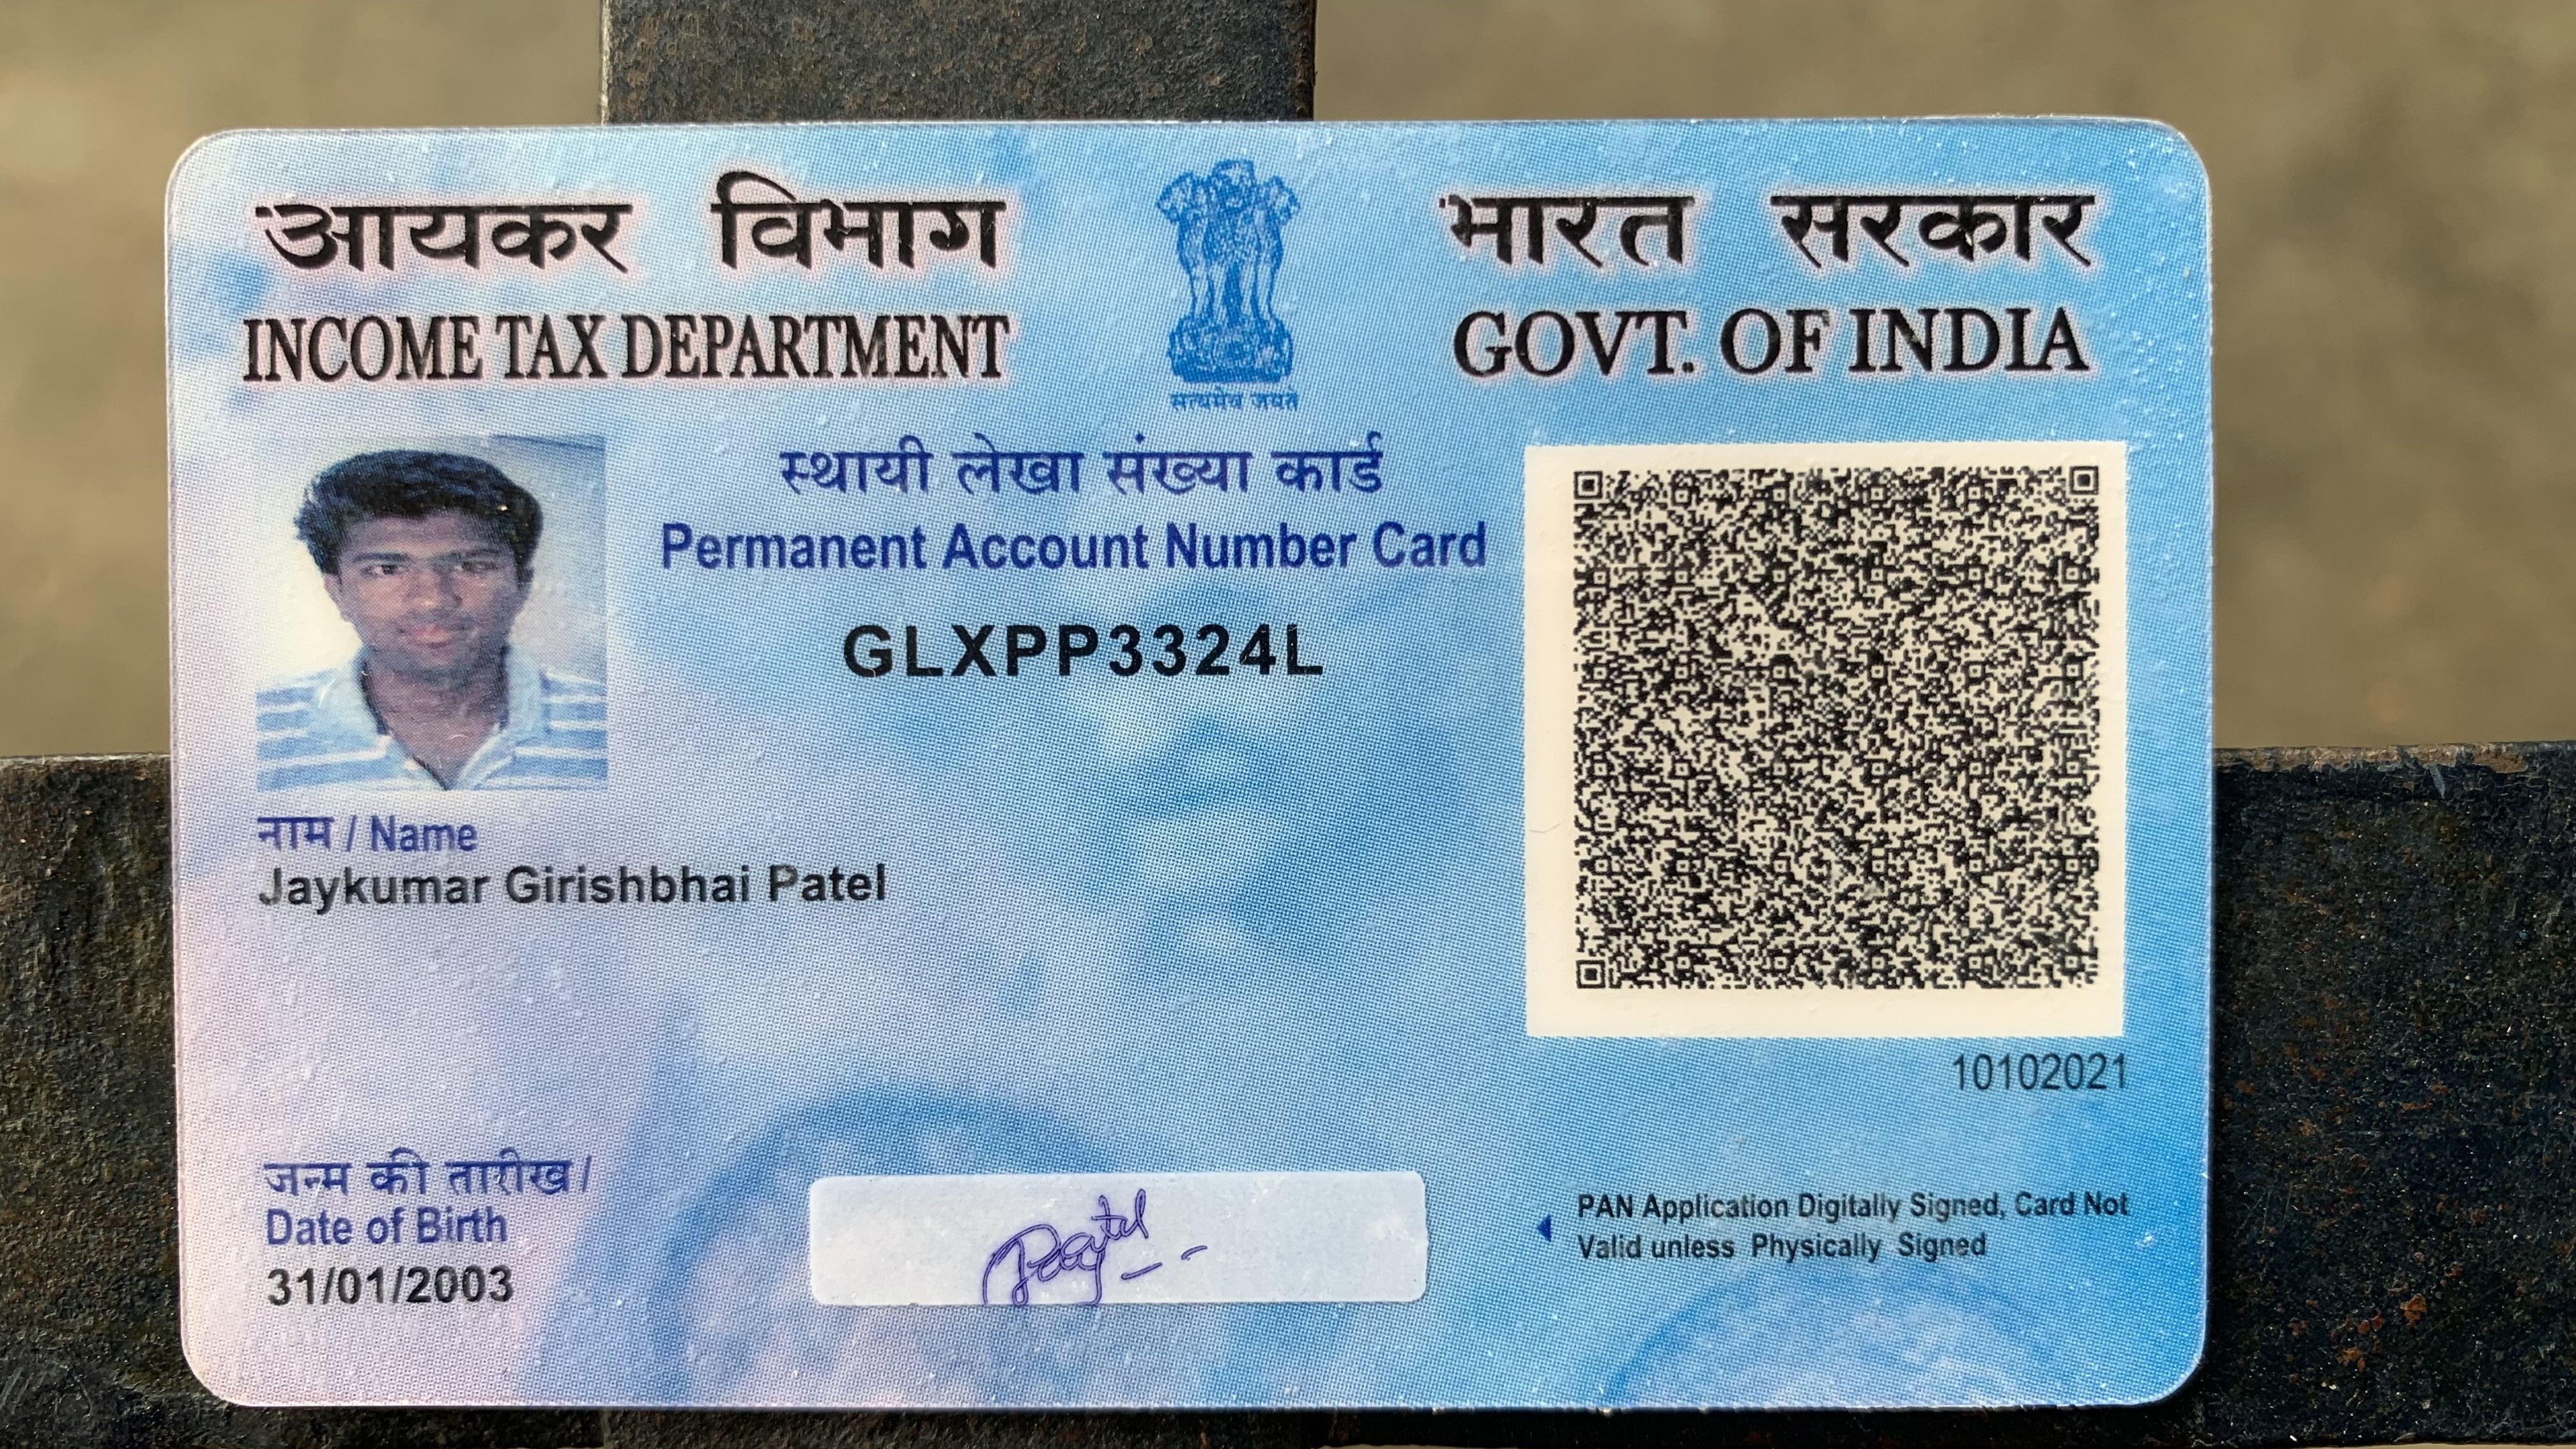 आयकर विभाग
INCOME TAX DEPARTMENT
सत्यमेव जयते
भारत सरकार
GOVT. OF INDIA
स्थायी लेखा संख्या कार्ड
Permanent Account Number Card
GLXPP3324L
नाम / Name
Jaykumar Girishbhai Patel
10102021
जन्म की तारीख /
Date of Birth
31/01/2003
Patel
PAN Application Digitally Signed, Card Not
Valid unless Physically Signed